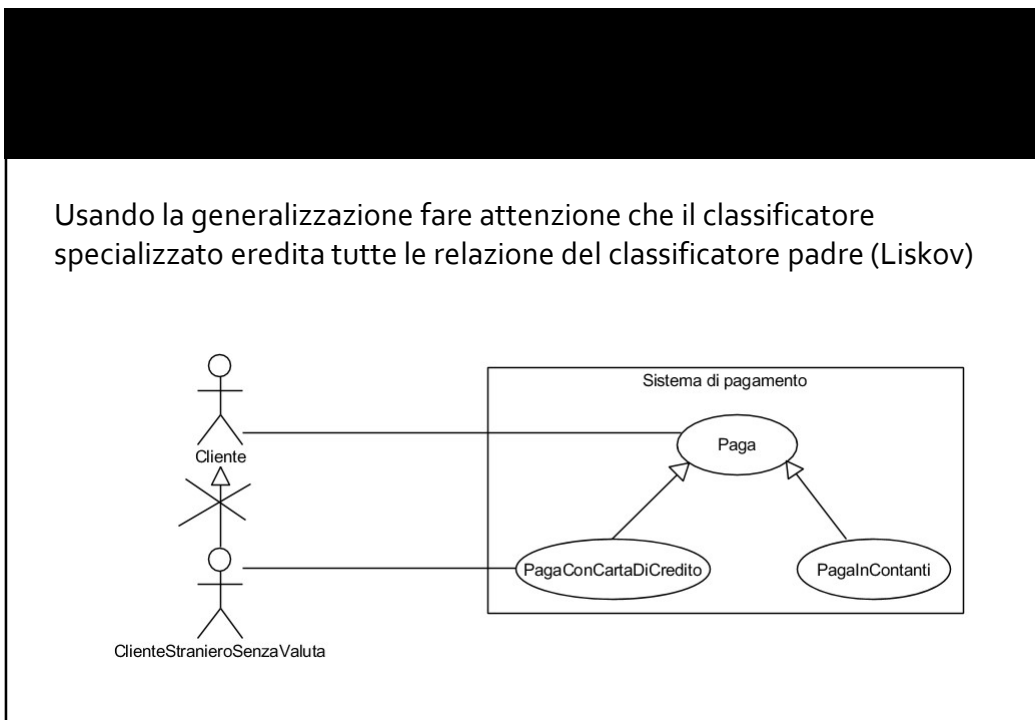 Usando la generalizzazione fare attenzione che il classificatore
specializzato eredita tutte le relazione del classificatore padre (Liskov)
Sistema di pagamento
Paga
Cliente
PagaConCartaDiCredito
PagaInContanti
ClienteStranieroSenzaValuta